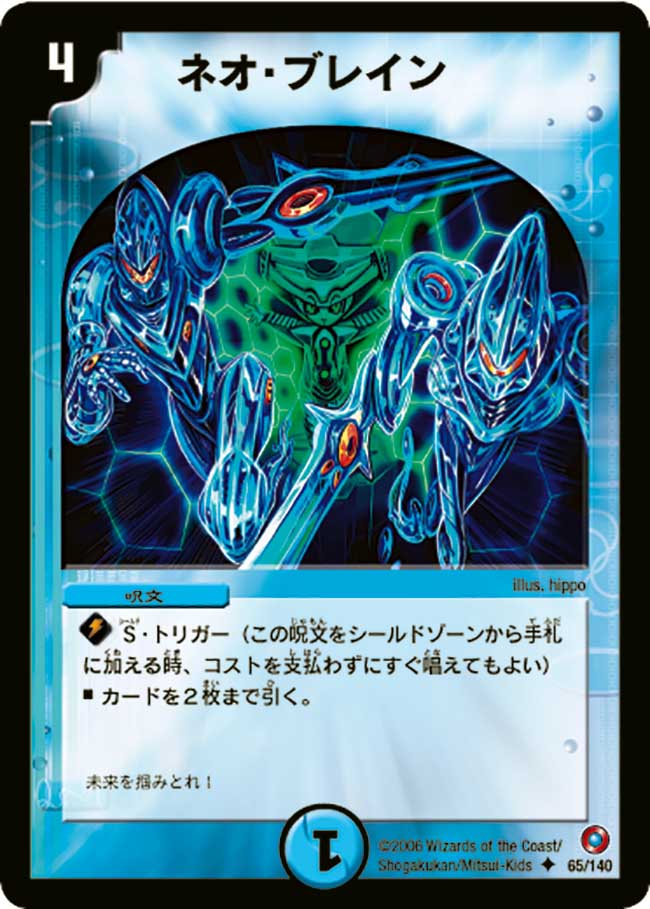 4
ネオ・ブレイン
illus. hippo
呪文
S・トリガー（この呪文をシールドゾーンから手札
に加える時、コストを支払わずにすぐ唱えてもよい）
■ カードを２枚まで引く。
未来を掴みとれ！
1
©2006 Wizards of the Coast/
Shogakukan/Mitsui-Kids ✦ 65/140